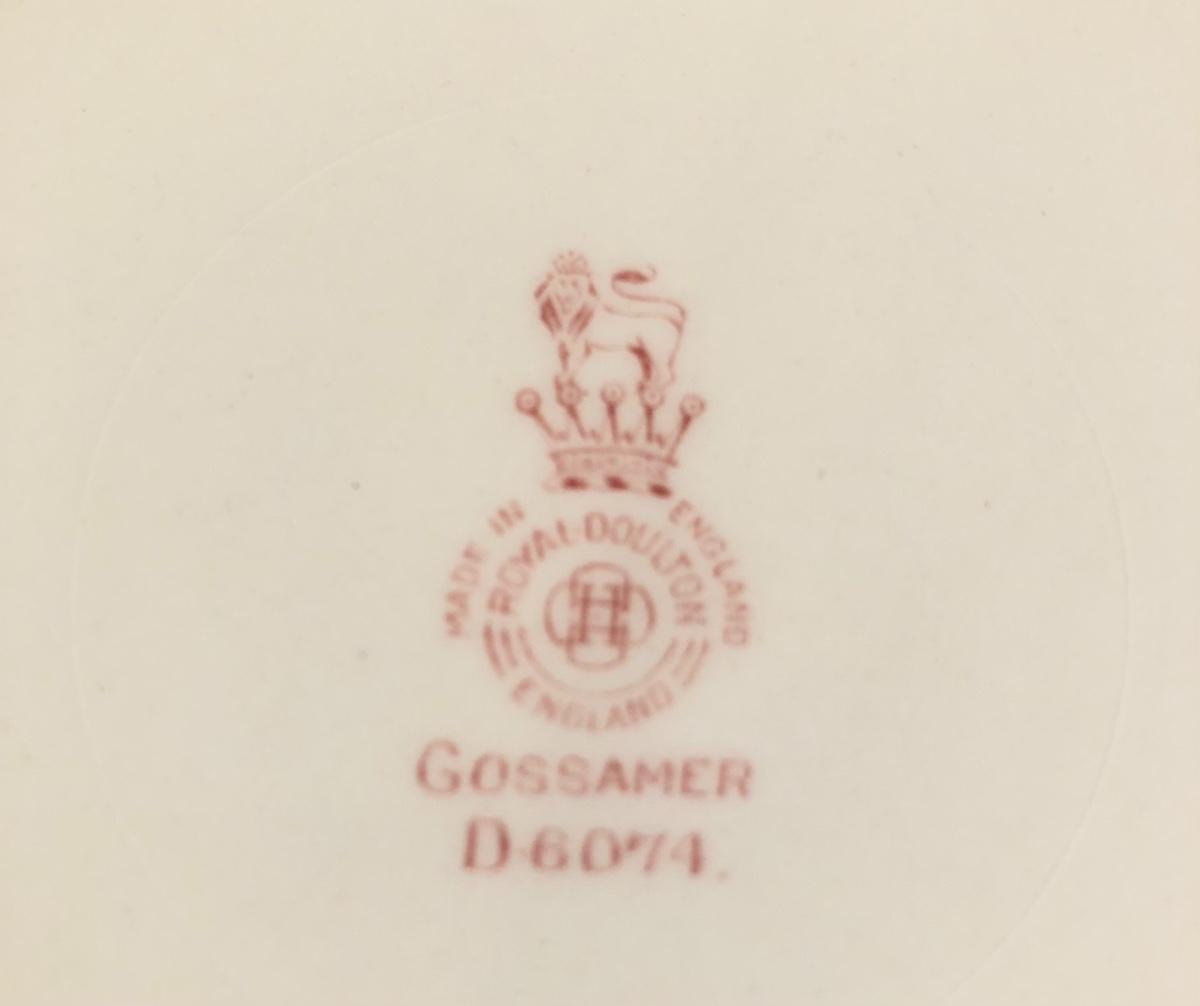 MADE IN ENGLAND
ROYAL·DOULTON
ENGLAND
GOSSAMER
D·6074.